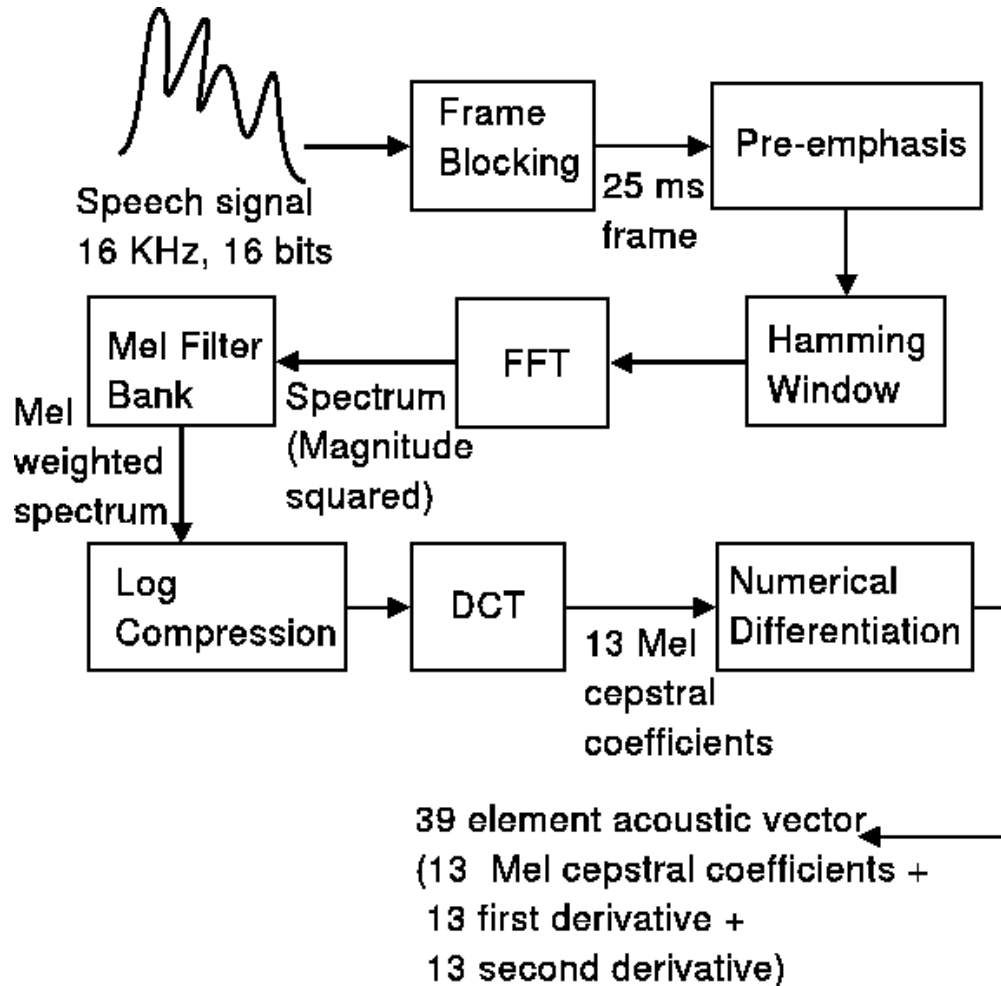 Speech signal
16 KHz, 16 bits
Frame
Blocking
25 ms
frame
Pre-emphasis
Hamming
Window
FFT
Spectrum
(Magnitude
squared)
Mel Filter
Bank
Mel
weighted
spectrum
Log
Compression
DCT
13 Mel
cepstral
coefficients
Numerical
Differentiation
39 element acoustic vector
(13 Mel cepstral coefficients +
13 first derivative +
13 second derivative)